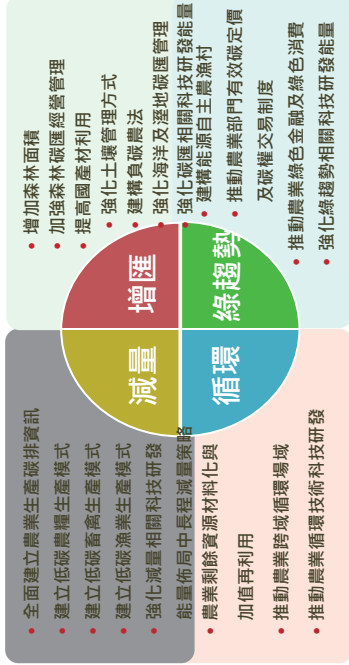 減量
• 全面建立農業生產碳排資訊
• 建立低碳農糧生產模式
• 建立低碳畜禽生產模式
• 建立低碳漁業生產模式
• 強化減量相關科技研發
能量佈局中長程減量策略
增匯
• 增加森林面積
• 加強森林碳匯經營管理
• 提高國產材利用
• 強化土壤管理方式
• 建構負碳農法
• 強化海洋及溼地碳匯管理
• 強化碳匯相關科技研發能量
循環
• 農業剩餘資源材料化與
加值再利用
• 推動農業跨域循環場域
• 推動農業循環技術科技研發
綠趨勢
• 建構能源自主農漁村
• 推動農業部門有效碳定價
及碳權交易制度
• 推動農業綠色金融及綠色消費
• 強化綠趨勢相關科技研發能量